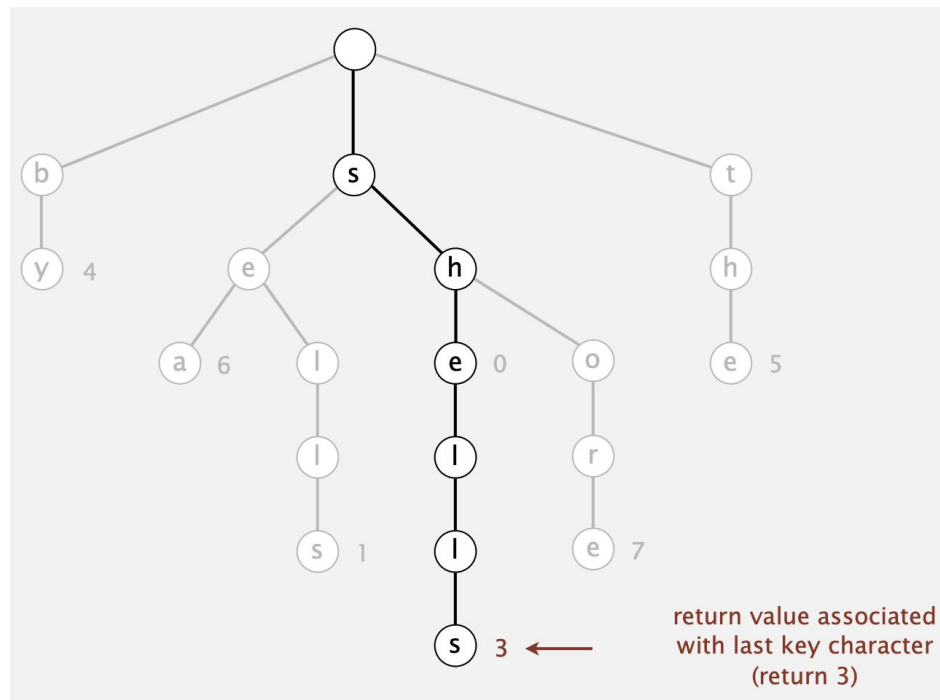 b s t
y 4 e h h
a 6 l e 0 o e 5
l l r
s 1 l e 7
s 3
return value associated
with last key character
(return 3)